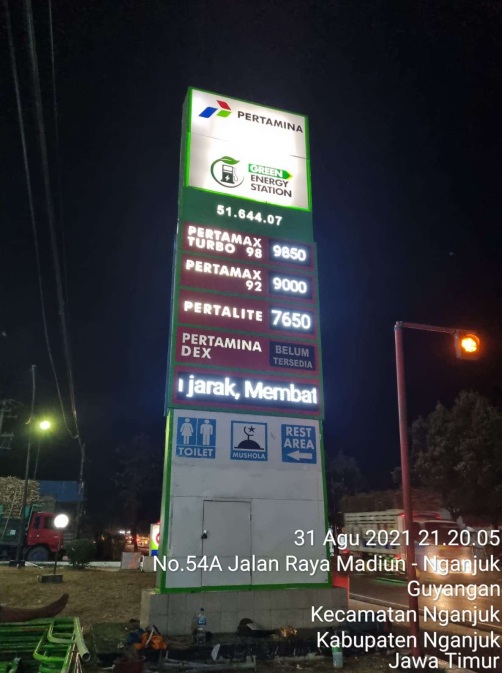 PERTAMINA
GREEN
ENERGY
STATION
51.644.07
PERTAMAX
TURBO 98 9850
PERTAMAX
92 9000
PERTALITE 7650
PERTAMINA
DEX
BELUM
TERSEDIA
jarak, Membat
TOILET
MUSHOLA
REST
AREA
31 Agu 2021 21.20.05
No.54A Jalan Raya Madiun - Nganjuk
Guyangan
Kecamatan Nganjuk
Kabupaten Nganjuk
Jawa Timur